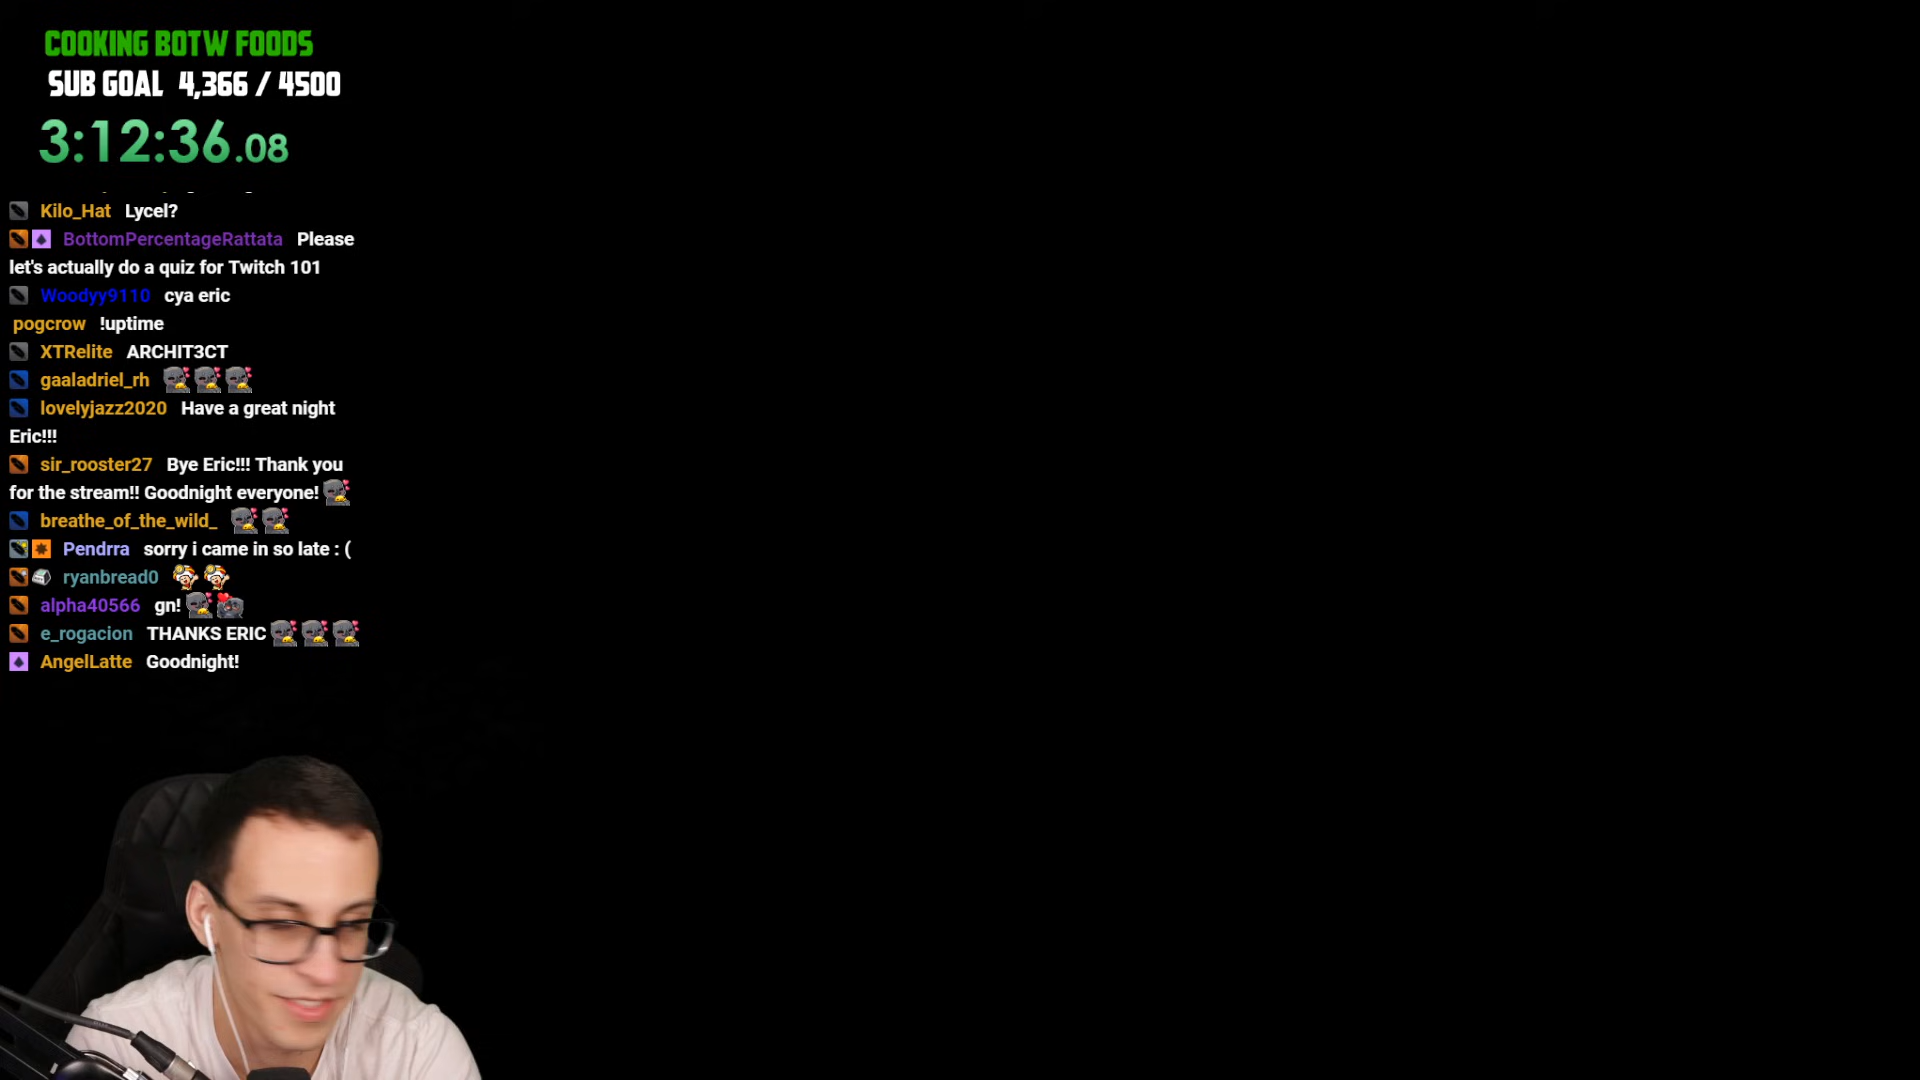 COOKING BOTW FOODS
SUB GOAL 4,366 / 4500
3:12:36.08
Kilo_Hat Lycel?
BottomPercentageRattata Please
let's actually do a quiz for Twitch 101
Woodyy9110 cya eric
pogcrow !uptime
XTRelite ARCHIT3CT
gaaladriel_rh
lovelyjazz2020 Have a great night
Eric!!!
sir_rooster27 Bye Eric!!! Thank you
for the stream!! Goodnight everyone!
breathe_of_the_wild_
Pendrra sorry i came in so late : (
ryanbread0
alpha40566 gn!
e_rogacion THANKS ERIC
AngelLatte Goodnight!